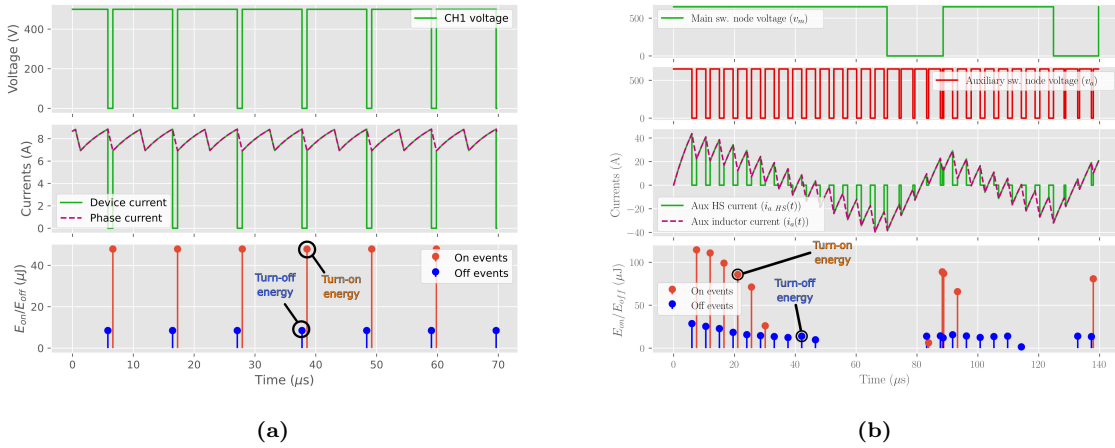 CH1 voltage
Voltage (V)
400
200
0
Currents (A)
8
6
4
2
0
Device current
Phase current
E_on/E_off (μJ)
40
20
0
On events
Off events
Turn-off
energy
Turn-on
energy
0 10 20 30 40 50 60 70
Time (μs)
(a)
Main sw. node voltage (v_m)
500
0
Auxiliary sw. node voltage (v_a)
500
0
Currents (A)
40
20
0
−20
−40
Aux HS current (i_a HS(t))
Aux inductor current (i_a(t))
E_on/E_off (μJ)
100
50
0
On events
Off events
Turn-on
energy
Turn-off
energy
0 20 40 60 80 100 120 140
Time (μs)
(b)